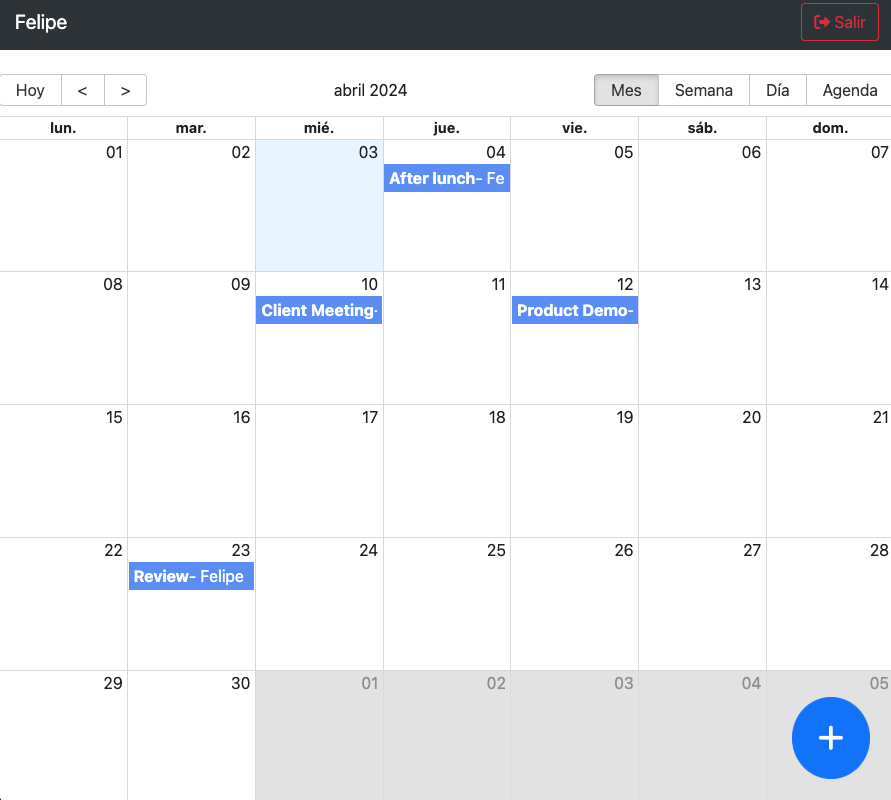 Felipe
Salir
Hoy < > abril 2024 Mes Semana Día Agenda
lun. mar. mié. jue. vie. sáb. dom.
01 02 03 04 05 06 07
After lunch- Fe
08 09 10 11 12 13 14
Client Meeting- Product Demo-
15 16 17 18 19 20 21
22 23 24 25 26 27 28
Review- Felipe
29 30 01 02 03 04 05
+